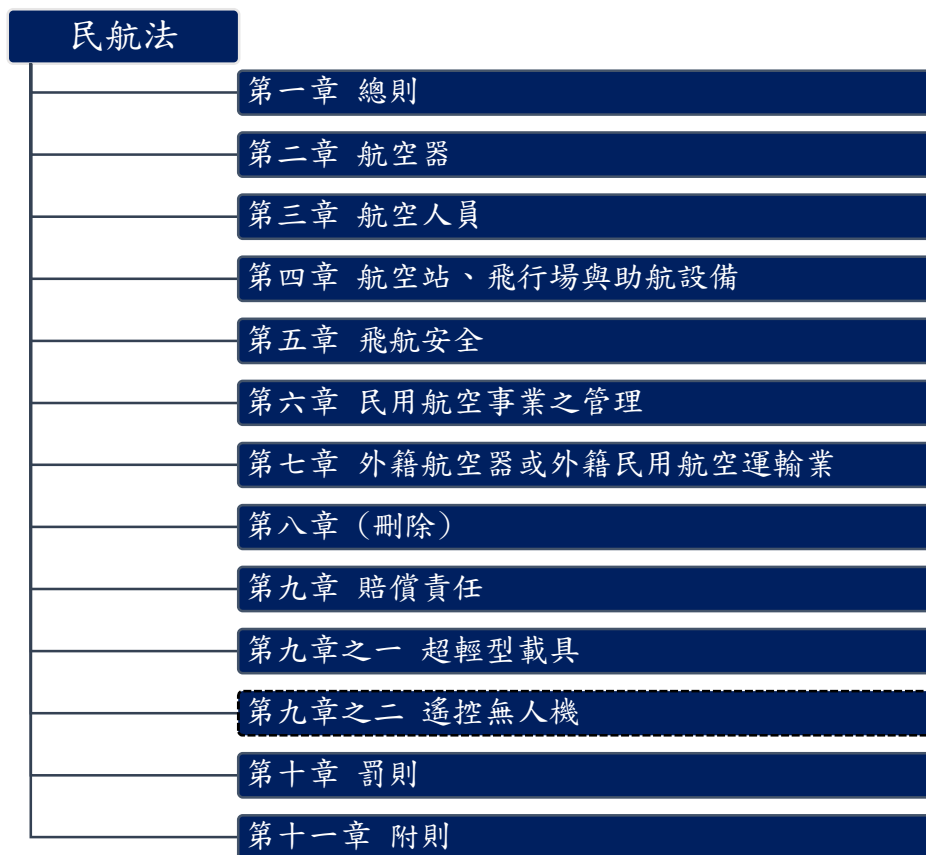 民航法
第一章 總則
第二章 航空器
第三章 航空人員
第四章 航空站、飛行場與助航設備
第五章 飛航安全
第六章 民用航空事業之管理
第七章 外籍航空器或外籍民用航空運輸業
第八章（刪除）
第九章 賠償責任
第九章之一 超輕型載具
第九章之二 遙控無人機
第十章 罰則
第十一章 附則